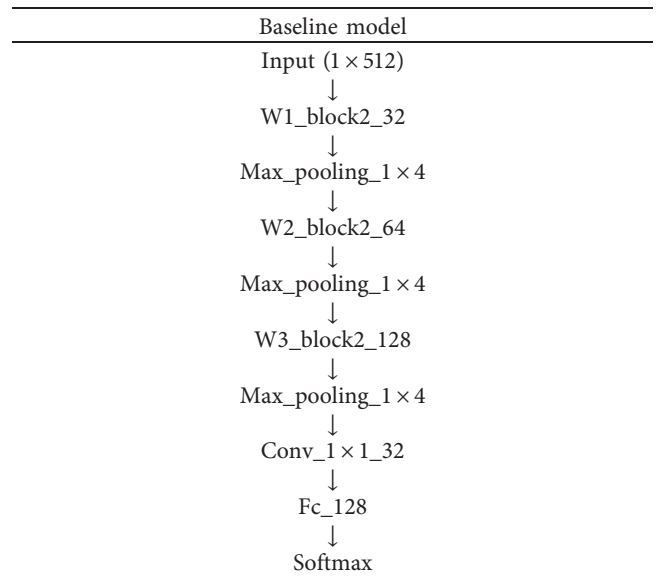 Baseline model
Input (1 × 512)
↓
W1_block2_32
↓
Max_pooling_1 × 4
↓
W2_block2_64
↓
Max_pooling_1 × 4
↓
W3_block2_128
↓
Max_pooling_1 × 4
↓
Conv_1 × 1_32
↓
Fc_128
↓
Softmax